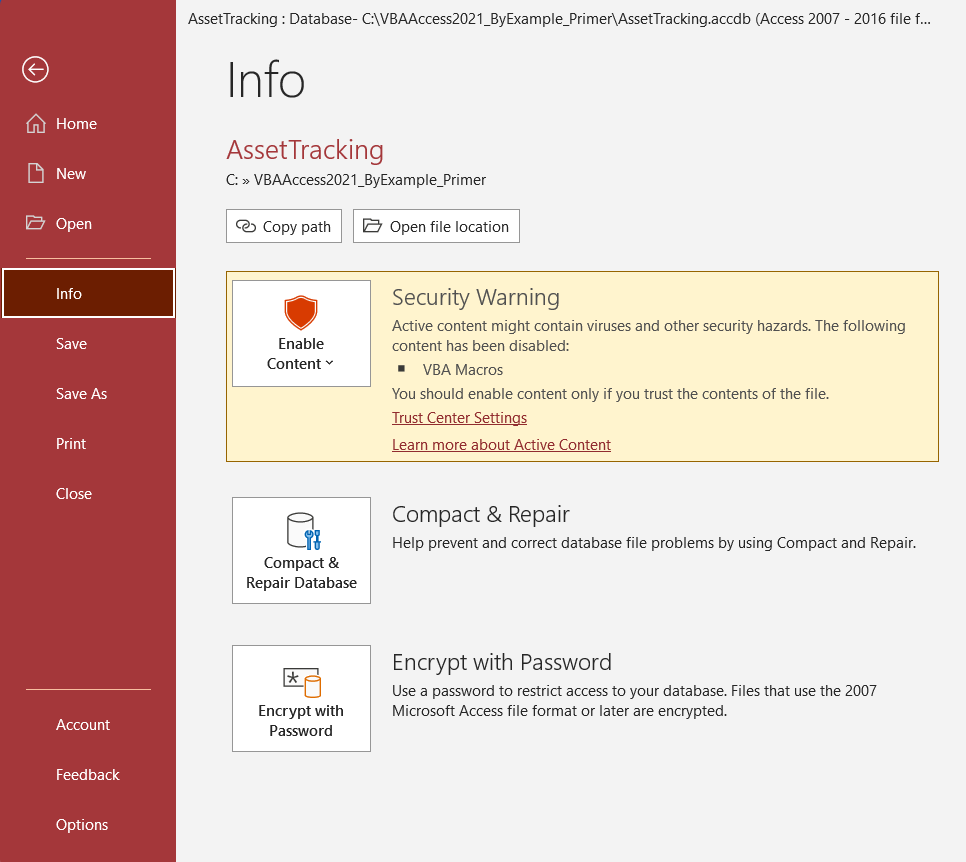 AssetTracking : Database- C:\VBAAccess2021_ByExample_Primer\AssetTracking.accdb (Access 2007 - 2016 file f...
Home
New
Open
Info
Save
Save As
Print
Close
Account
Feedback
Options
Info
AssetTracking
C: » VBAAccess2021_ByExample_Primer
Copy path
Open file location
Enable
Content
Security Warning
Active content might contain viruses and other security hazards. The following
content has been disabled:
▪ VBA Macros
You should enable content only if you trust the contents of the file.
Trust Center Settings
Learn more about Active Content
Compact &
Repair Database
Compact & Repair
Help prevent and correct database file problems by using Compact and Repair.
Encrypt with
Password
Encrypt with Password
Use a password to restrict access to your database. Files that use the 2007
Microsoft Access file format or later are encrypted.